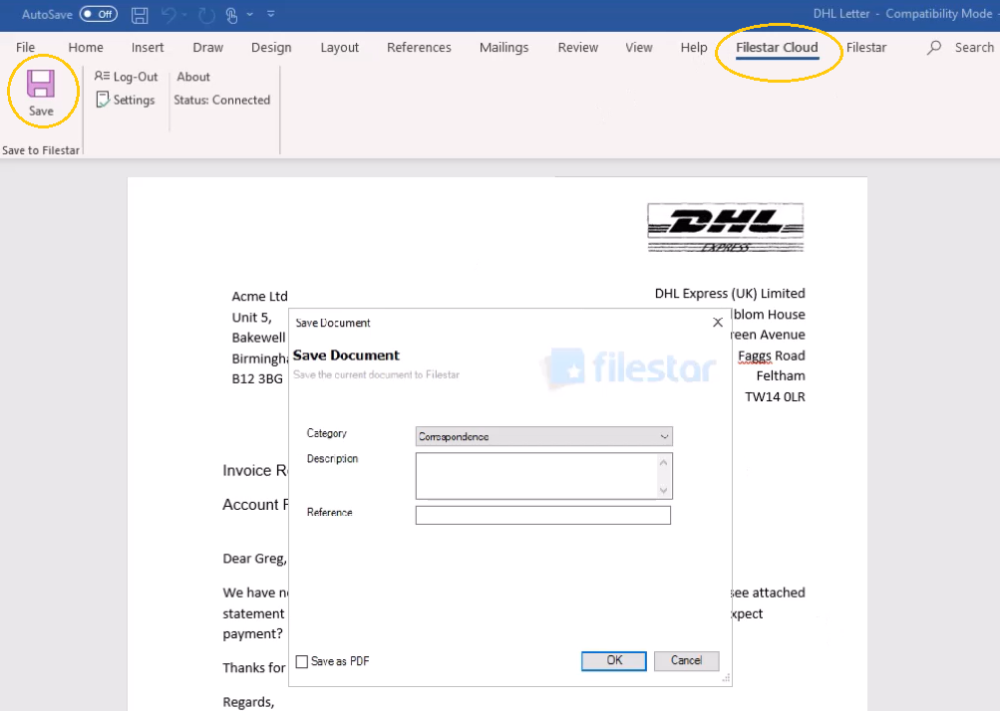 AutoSave Off
DHL Letter - Compatibility Mode
File Home Insert Draw Design Layout References Mailings Review View Help Filestar Cloud Filestar Search
Save
Log-Out
Settings
About
Status: Connected
Save to Filestar
DHL
EXPRESS
Acme Ltd
Unit 5,
Bakewell
Birmingha
B12 3BG
DHL Express (UK) Limited
lblom House
reen Avenue
Faggs Road
Feltham
TW14 0LR
Save Document
Save Document
Save the current document to Filestar
filestar
Category Correspondence
Description
Reference
Save as PDF
OK Cancel
Invoice R
Account
Dear Greg,
We have n see attached
statement xpect
payment?
Thanks for
Regards,